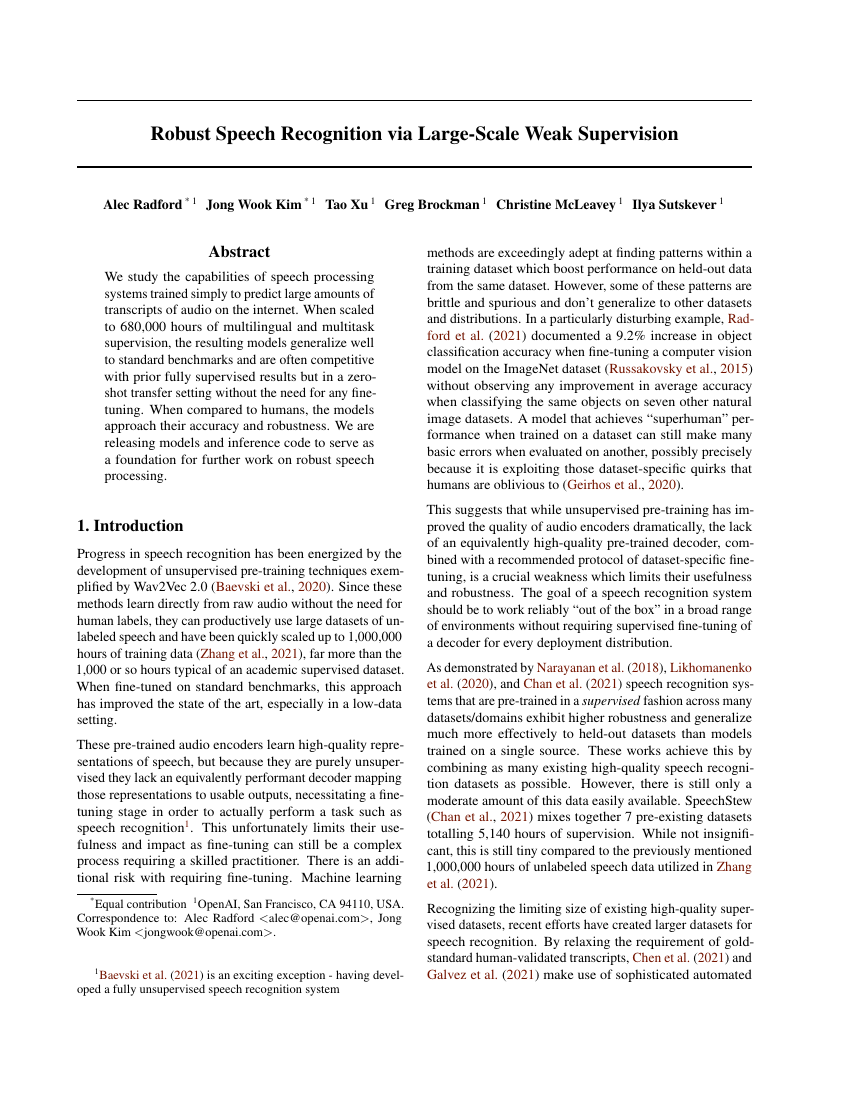 Robust Speech Recognition via Large-Scale Weak Supervision
Alec Radford * 1 Jong Wook Kim * 1 Tao Xu 1 Greg Brockman 1 Christine McLeavey 1 Ilya Sutskever 1
Abstract
We study the capabilities of speech processing
systems trained simply to predict large amounts of
transcripts of audio on the internet. When scaled
to 680,000 hours of multilingual and multitask
supervision, the resulting models generalize well
to standard benchmarks and are often competitive
with prior fully supervised results but in a zero-
shot transfer setting without the need for any fine-
tuning. When compared to humans, the models
approach their accuracy and robustness. We are
releasing models and inference code to serve as
a foundation for further work on robust speech
processing.
1. Introduction
Progress in speech recognition has been energized by the
development of unsupervised pre-training techniques exem-
plified by Wav2Vec 2.0 (Baevski et al., 2020). Since these
methods learn directly from raw audio without the need for
human labels, they can productively use large datasets of un-
labeled speech and have been quickly scaled up to 1,000,000
hours of training data (Zhang et al., 2021), far more than the
1,000 or so hours typical of an academic supervised dataset.
When fine-tuned on standard benchmarks, this approach
has improved the state of the art, especially in a low-data
setting.
These pre-trained audio encoders learn high-quality repre-
sentations of speech, but because they are purely unsuper-
vised they lack an equivalently performant decoder mapping
those representations to usable outputs, necessitating a fine-
tuning stage in order to actually perform a task such as
speech recognition1. This unfortunately limits their use-
fulness and impact as fine-tuning can still be a complex
process requiring a skilled practitioner. There is an addi-
tional risk with requiring fine-tuning. Machine learning
*Equal contribution 1OpenAI, San Francisco, CA 94110, USA.
Correspondence to: Alec Radford <alec@openai.com>, Jong
Wook Kim <jongwook@openai.com>.
1Baevski et al. (2021) is an exciting exception - having devel-
oped a fully unsupervised speech recognition system
methods are exceedingly adept at finding patterns within a
training dataset which boost performance on held-out data
from the same dataset. However, some of these patterns are
brittle and spurious and don't generalize to other datasets
and distributions. In a particularly disturbing example, Rad-
ford et al. (2021) documented a 9.2% increase in object
classification accuracy when fine-tuning a computer vision
model on the ImageNet dataset (Russakovsky et al., 2015)
without observing any improvement in average accuracy
when classifying the same objects on seven other natural
image datasets. A model that achieves “superhuman” per-
formance when trained on a dataset can still make many
basic errors when evaluated on another, possibly precisely
because it is exploiting those dataset-specific quirks that
humans are oblivious to (Geirhos et al., 2020).
This suggests that while unsupervised pre-training has im-
proved the quality of audio encoders dramatically, the lack
of an equivalently high-quality pre-trained decoder, com-
bined with a recommended protocol of dataset-specific fine-
tuning, is a crucial weakness which limits their usefulness
and robustness. The goal of a speech recognition system
should be to work reliably “out of the box” in a broad range
of environments without requiring supervised fine-tuning of
a decoder for every deployment distribution.
As demonstrated by Narayanan et al. (2018), Likhomanenko
et al. (2020), and Chan et al. (2021) speech recognition sys-
tems that are pre-trained in a supervised fashion across many
datasets/domains exhibit higher robustness and generalize
much more effectively to held-out datasets than models
trained on a single source. These works achieve this by
combining as many existing high-quality speech recogni-
tion datasets as possible. However, there is still only a
moderate amount of this data easily available. SpeechStew
(Chan et al., 2021) mixes together 7 pre-existing datasets
totalling 5,140 hours of supervision. While not insignifi-
cant, this is still tiny compared to the previously mentioned
1,000,000 hours of unlabeled speech data utilized in Zhang
et al. (2021).
Recognizing the limiting size of existing high-quality super-
vised datasets, recent efforts have created larger datasets for
speech recognition. By relaxing the requirement of gold-
standard human-validated transcripts, Chen et al. (2021) and
Galvez et al. (2021) make use of sophisticated automated